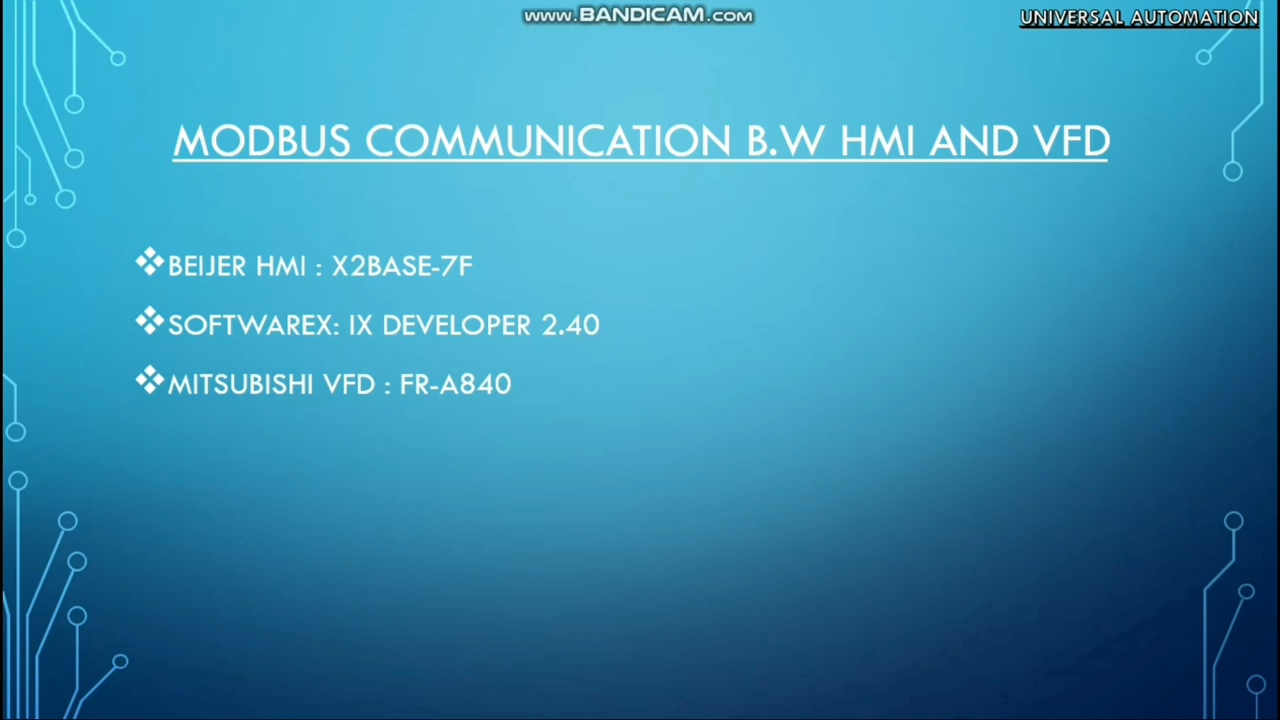 www.BANDICAM.com
UNIVERSAL AUTOMATION
MODBUS COMMUNICATION B.W HMI AND VFD
❖BEIJER HMI : X2BASE-7F
❖SOFTWAREX: IX DEVELOPER 2.40
❖MITSUBISHI VFD : FR-A840